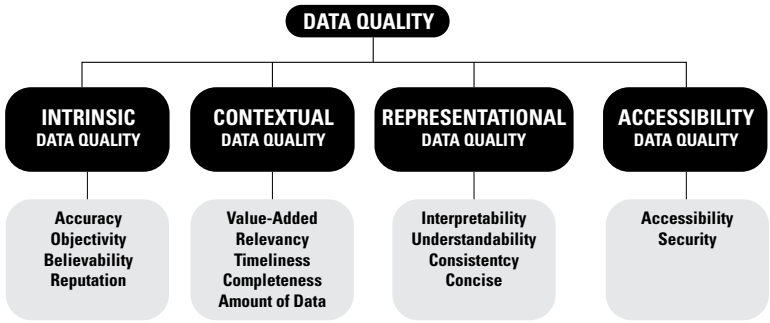 DATA QUALITY
INTRINSIC
DATA QUALITY
CONTEXTUAL
DATA QUALITY
REPRESENTATIONAL
DATA QUALITY
ACCESSIBILITY
DATA QUALITY
Accuracy
Objectivity
Believability
Reputation
Value-Added
Relevancy
Timeliness
Completeness
Amount of Data
Interpretability
Understandability
Consistentcy
Concise
Accessibility
Security